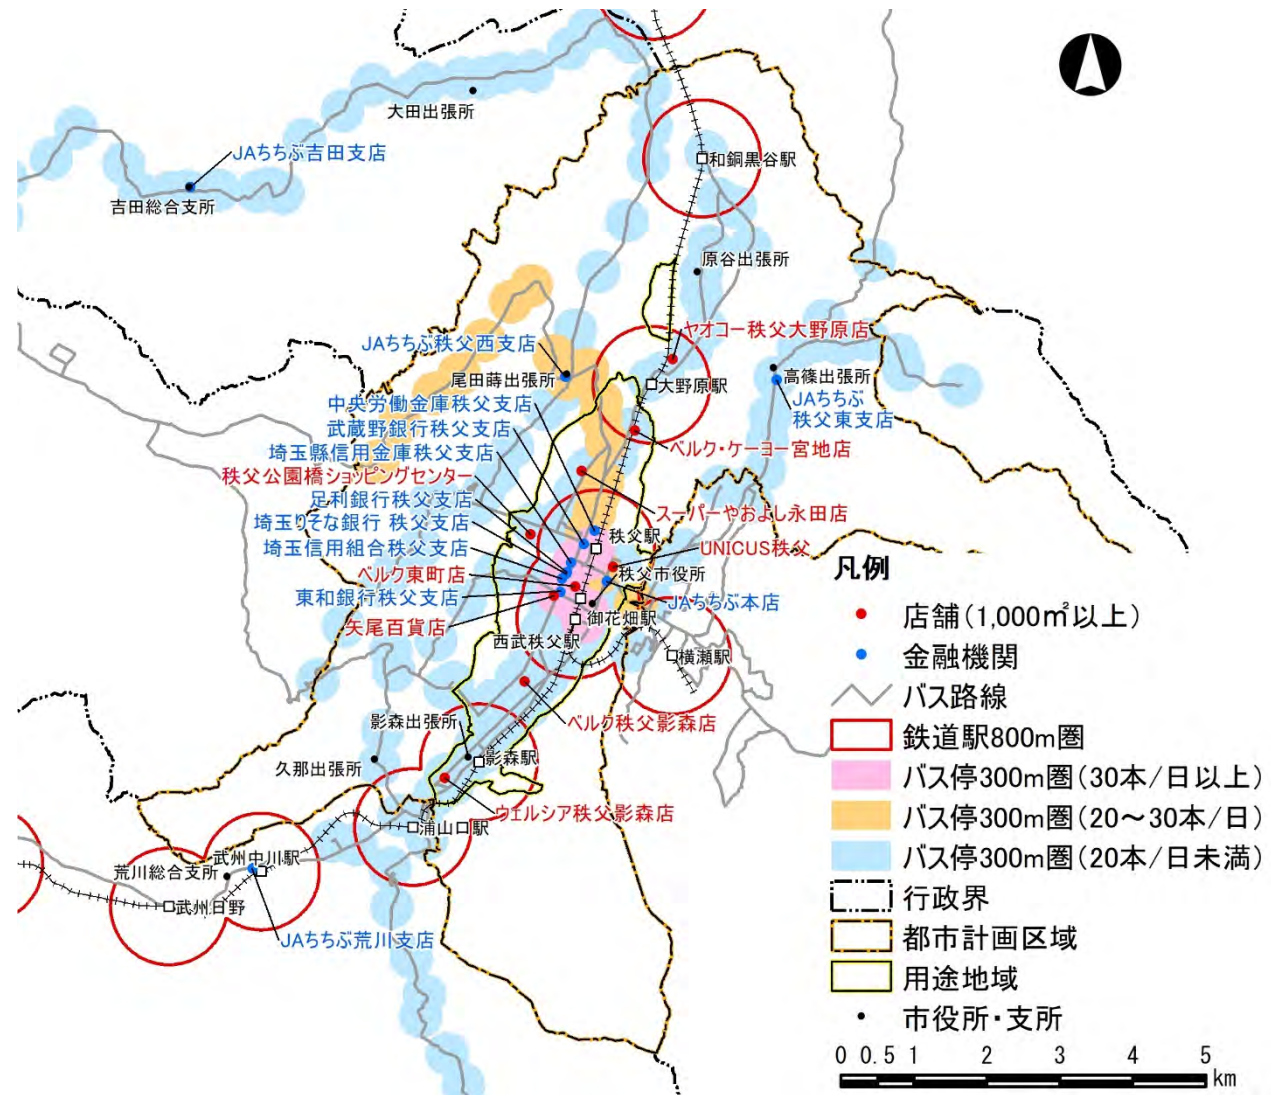 大田出張所
JAちちぶ吉田支店
和銅黒谷駅
吉田総合支所
原谷出張所
ヤオコー秩父大野原店
JAちちぶ秩父西支店
尾田蒔出張所
大野原駅
高篠出張所
JAちちぶ
秩父東支店
中央労働金庫秩父支店
武蔵野銀行秩父支店
ベルク・ケーヨー宮地店
埼玉縣信用金庫秩父支店
秩父公園橋ショッピングセンター
足利銀行秩父支店
スーパーやおよし永田店
埼玉りそな銀行 秩父支店
秩父駅
埼玉信用組合秩父支店
UNICUS秩父
ベルク東町店
秩父市役所
東和銀行秩父支店
JAちちぶ本店
御花畑駅
矢尾百貨店
西武秩父駅
横瀬駅
影森出張所
ベルク秩父影森店
久那出張所
影森駅
ウェルシア秩父影森店
浦山口駅
武州中川駅
荒川総合支所
武州日野
JAちちぶ荒川支店
凡例
店舗(1,000㎡以上)
金融機関
バス路線
鉄道駅800m圏
バス停300m圏(30本/日以上)
バス停300m圏(20～30本/日)
バス停300m圏(20本/日未満)
行政界
都市計画区域
用途地域
市役所・支所
0 0.5 1 2 3 4 5
km